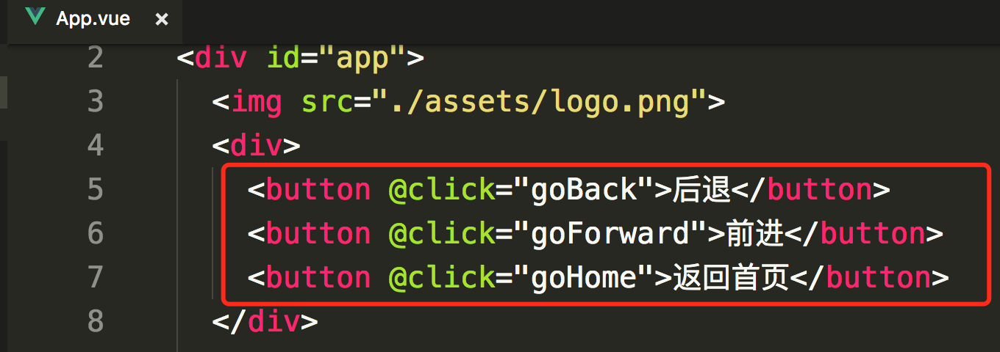 App.vue ×
2 <div id="app">
3 <img src="./assets/logo.png">
4 <div>
5 <button @click="goBack">后退</button>
6 <button @click="goForward">前进</button>
7 <button @click="goHome">返回首页</button>
8 </div>